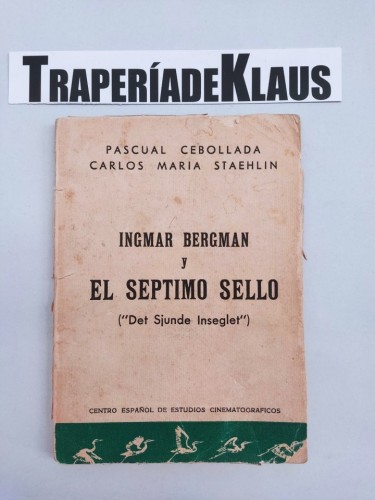 TRAPERÍADEKLAUS
PASCUAL CEBOLLADA
CARLOS MARIA STAEHLIN
INGMAR BERGMAN
y
EL SEPTIMO SELLO
("Det Sjunde Inseglet")
CENTRO ESPAÑOL DE ESTUDIOS CINEMATOGRAFICOS